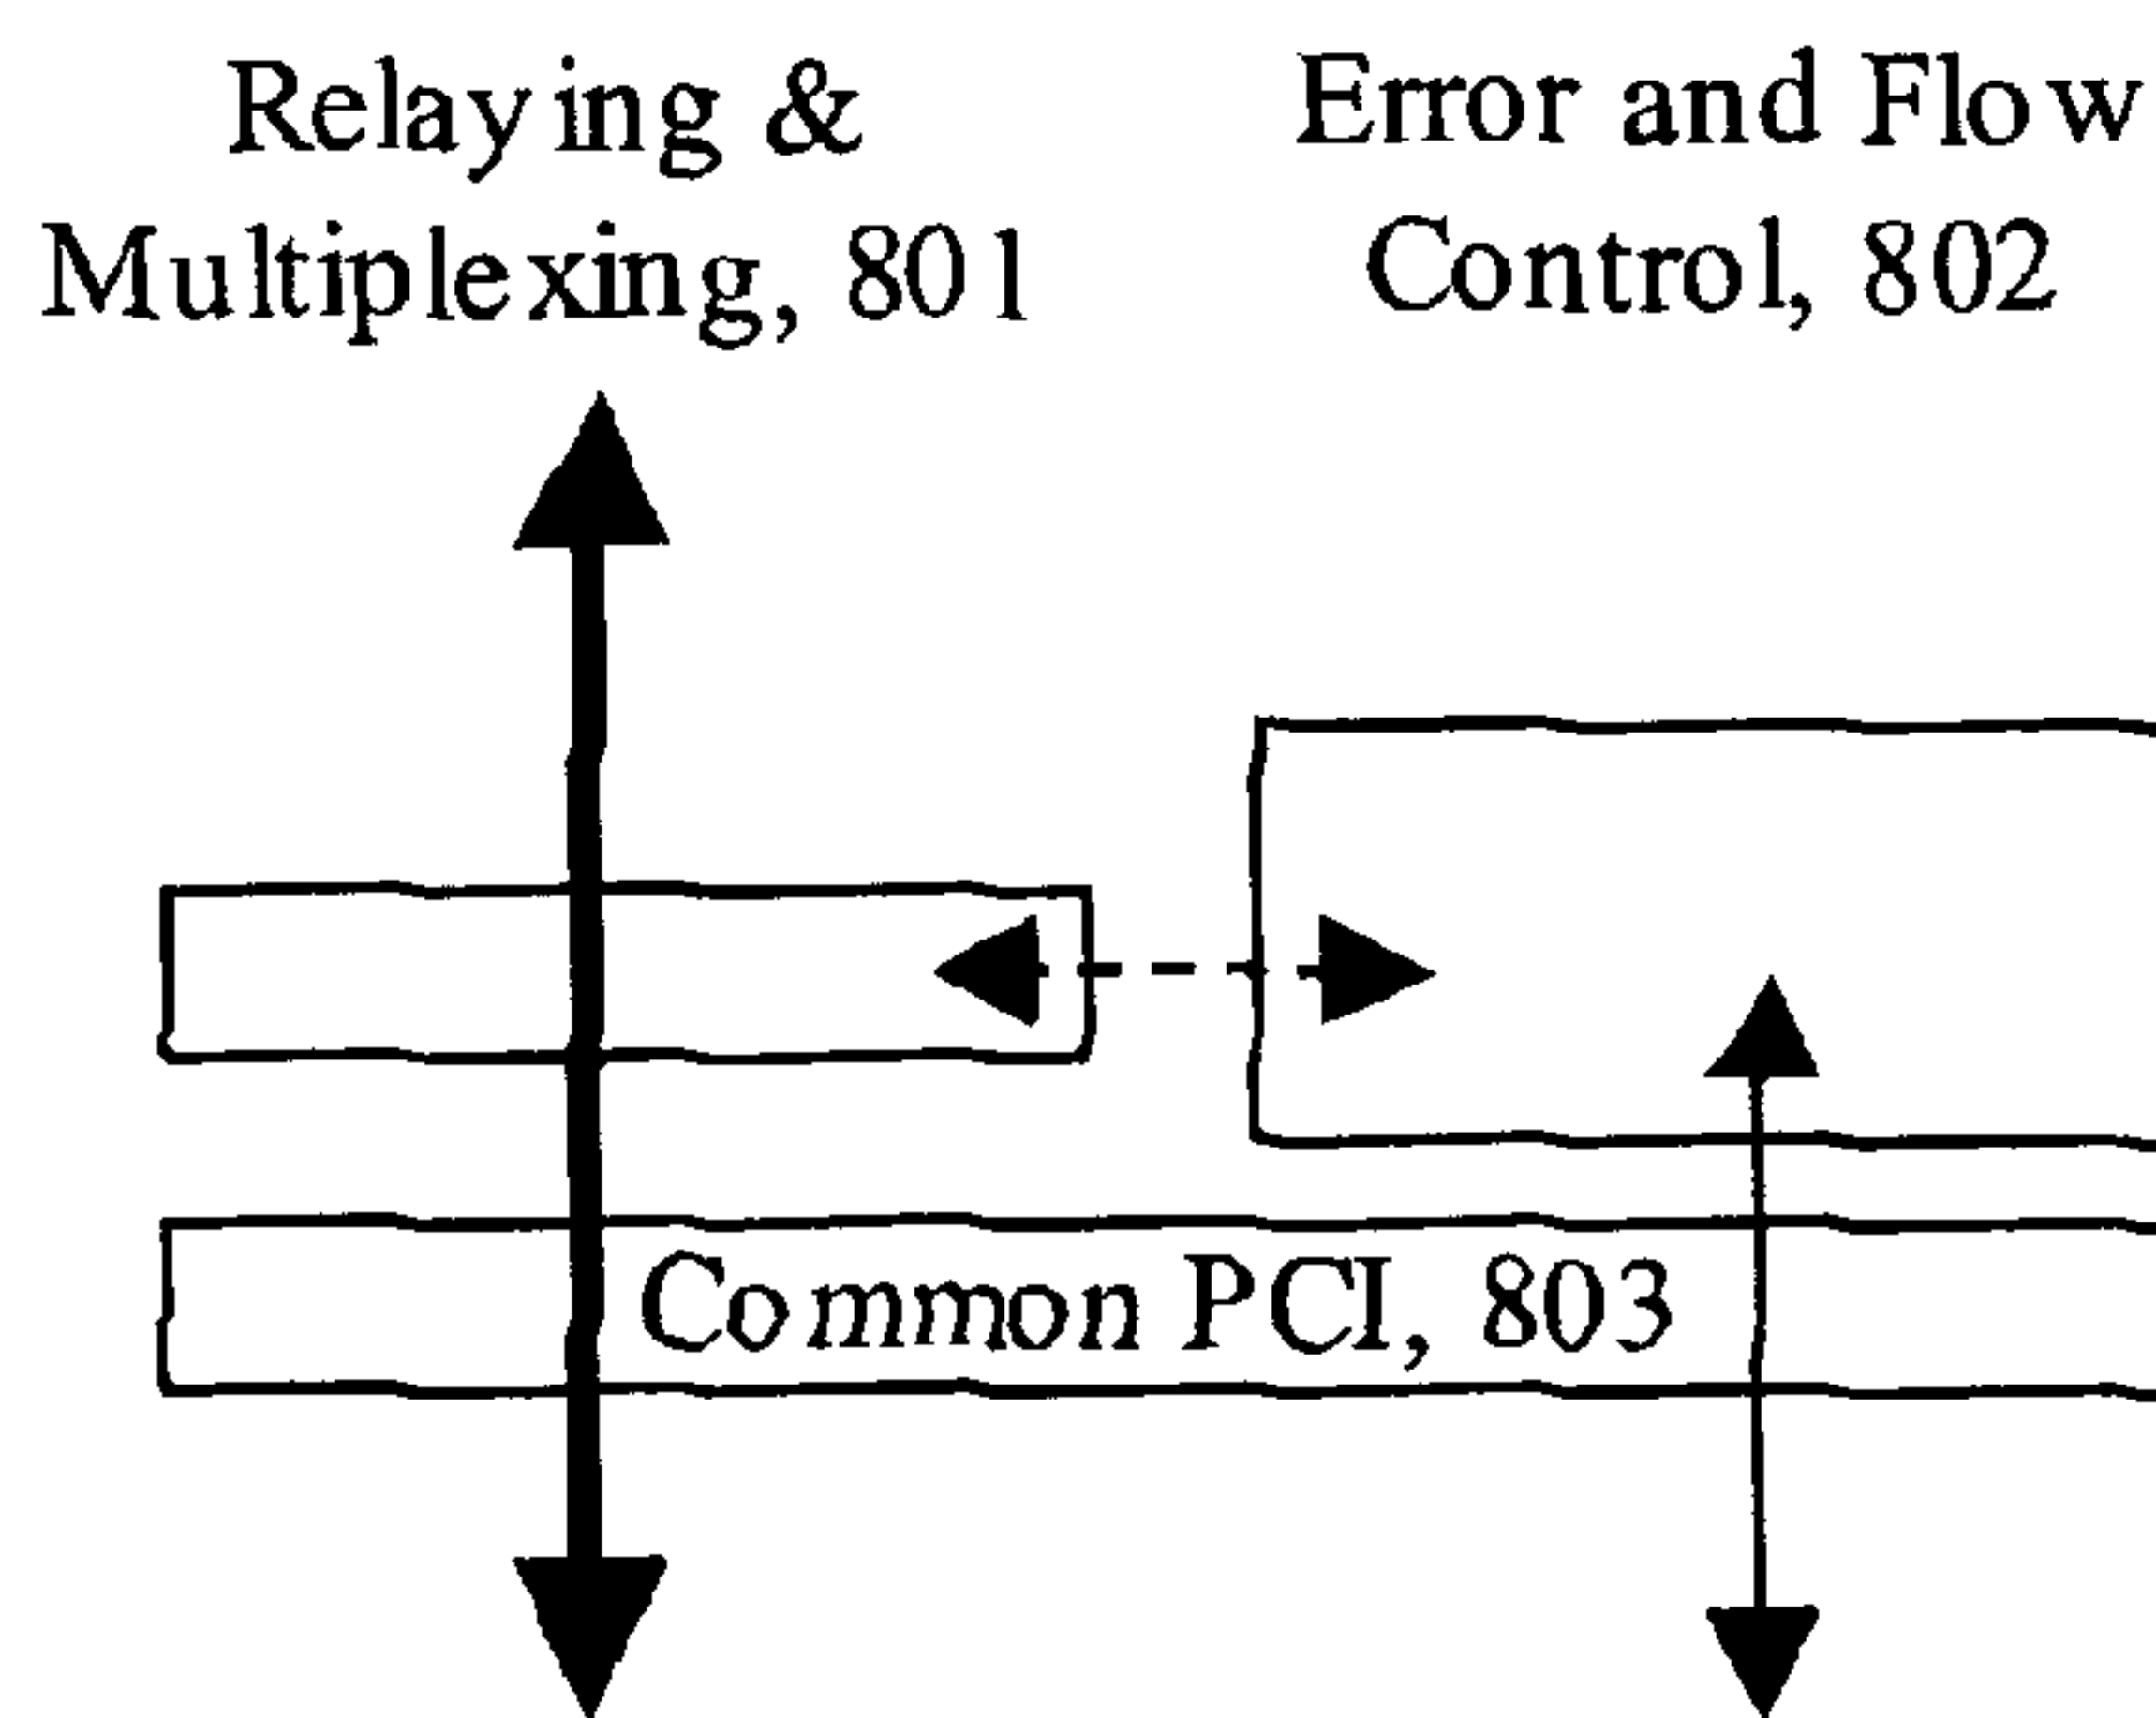 Relaying &
Multiplexing, 801
Error and Flow
Control, 802
Common PCI, 803